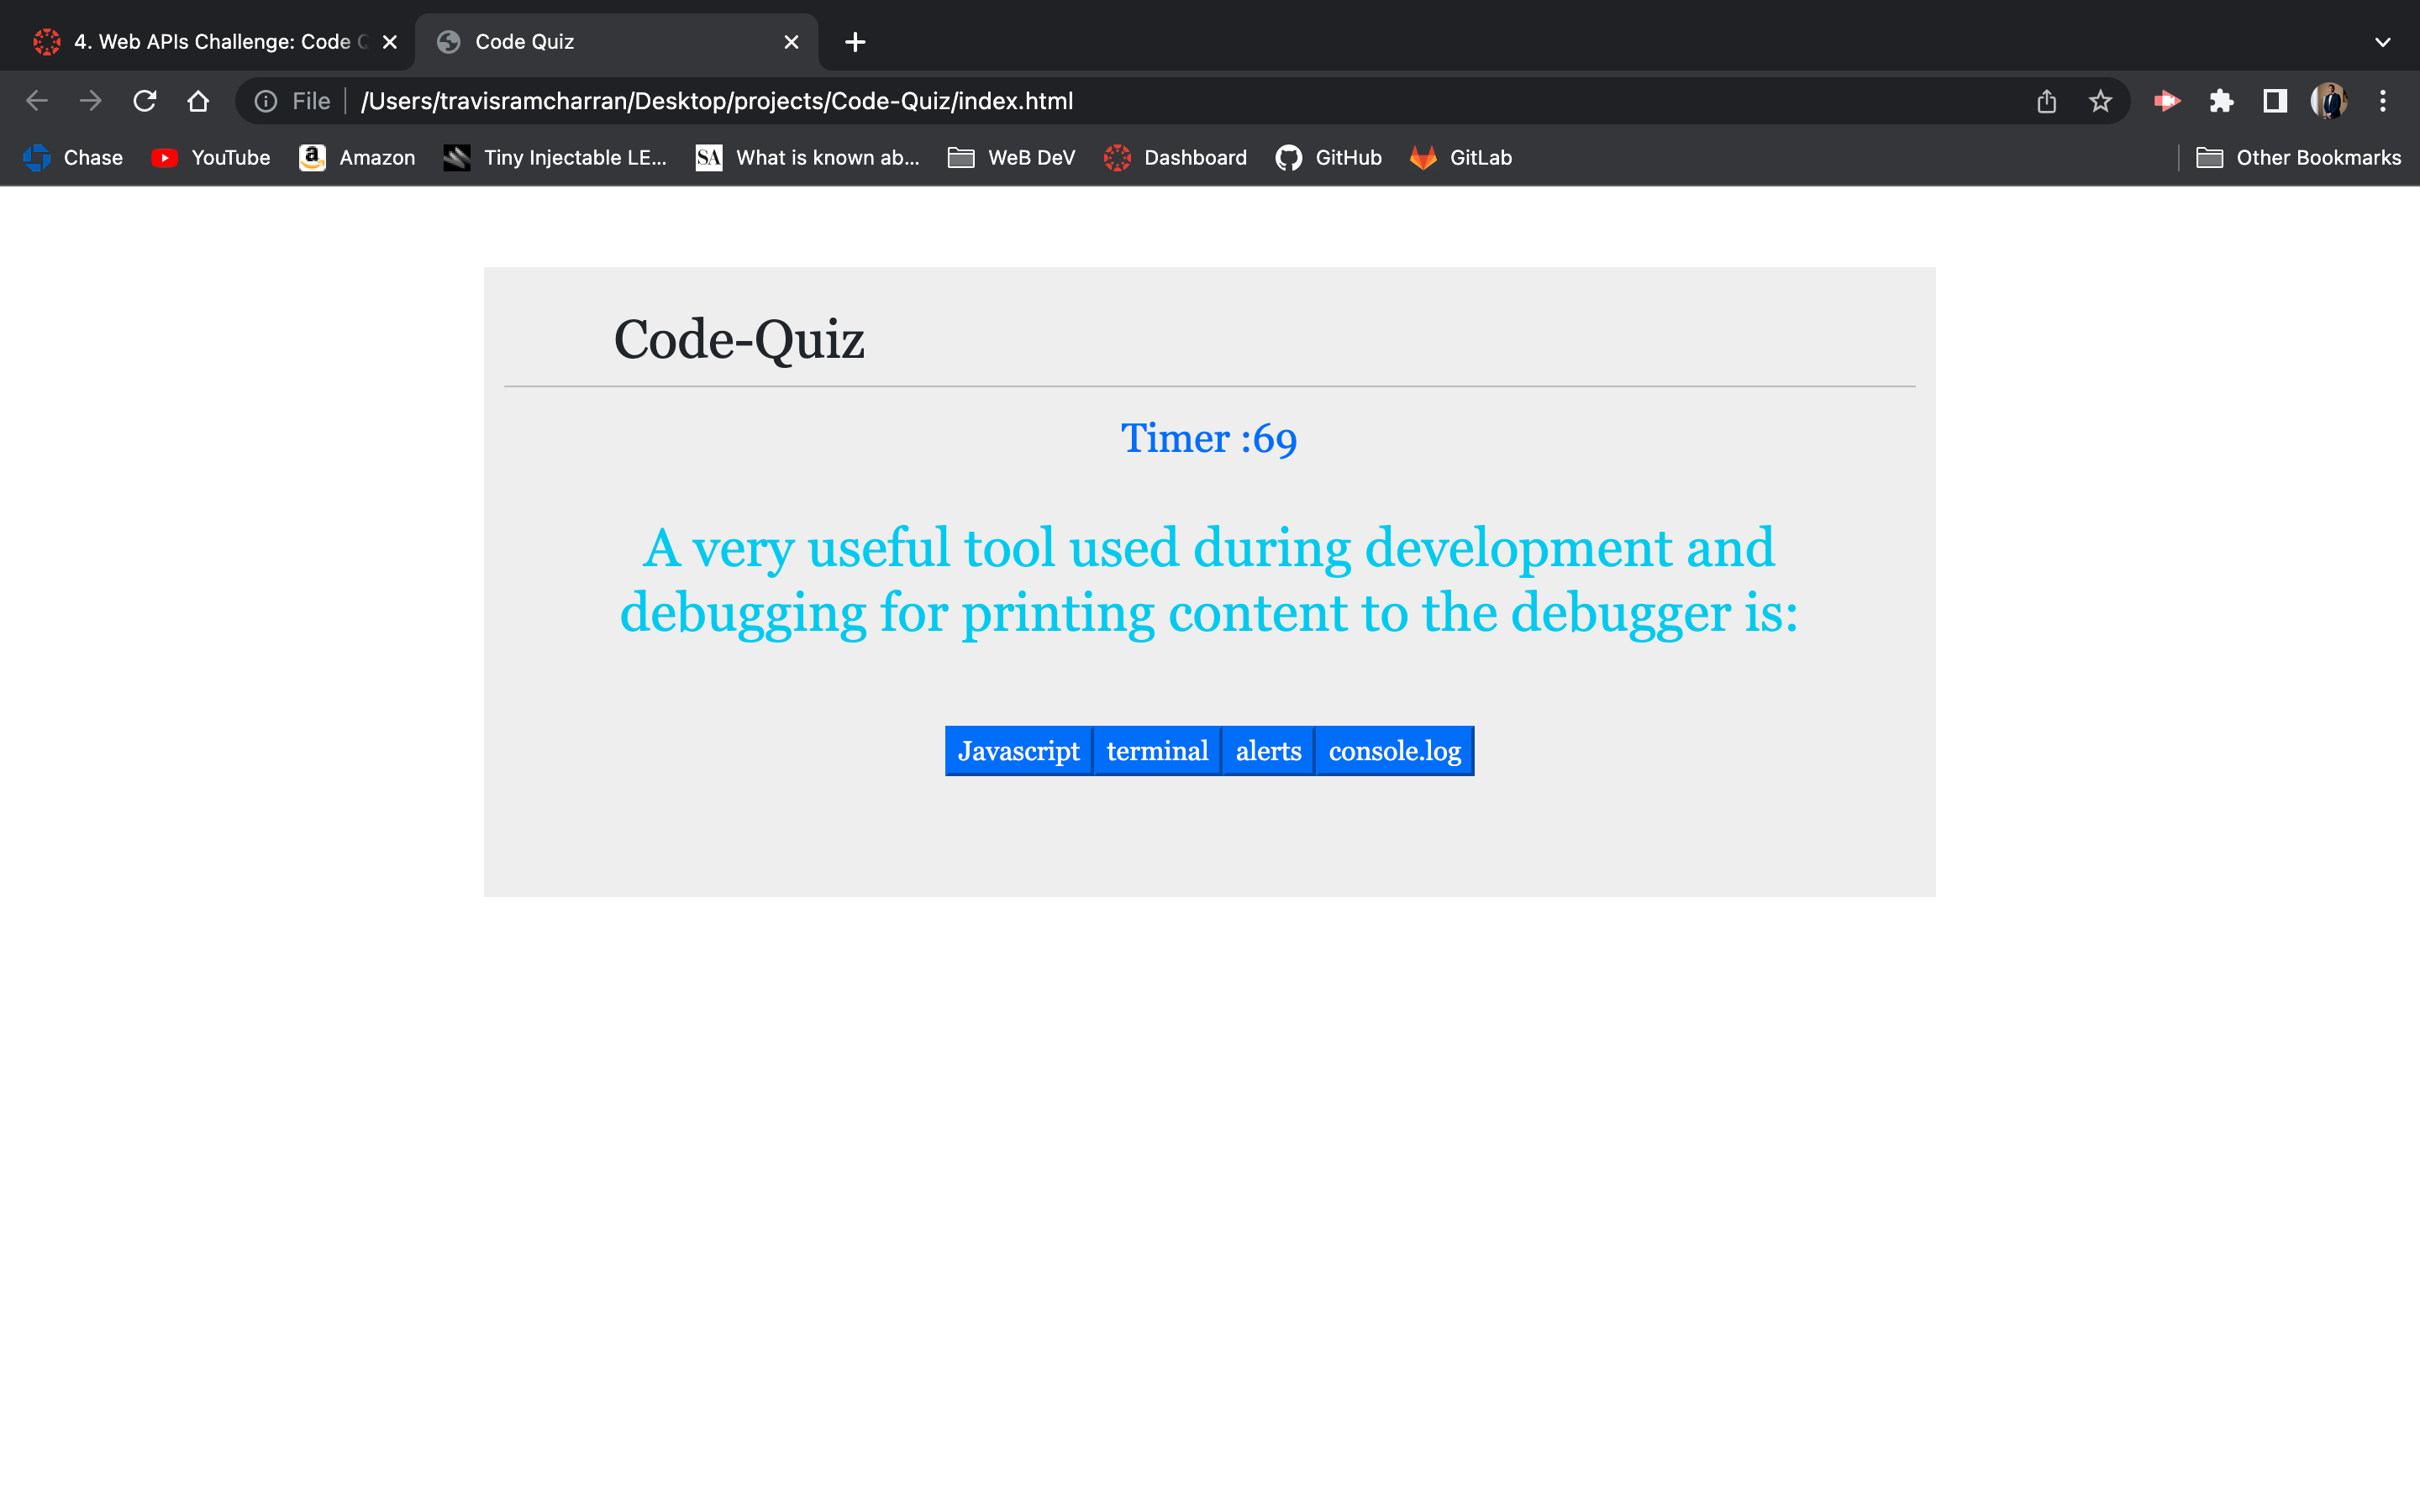 4. Web APIs Challenge: Code Q Code Quiz
File /Users/travisramcharran/Desktop/projects/Code-Quiz/index.html
Chase YouTube a Amazon Tiny Injectable LE... SA What is known ab... WeB DeV Dashboard GitHub GitLab Other Bookmarks
Code-Quiz
Timer :69
A very useful tool used during development and
debugging for printing content to the debugger is:
Javascript terminal alerts console.log